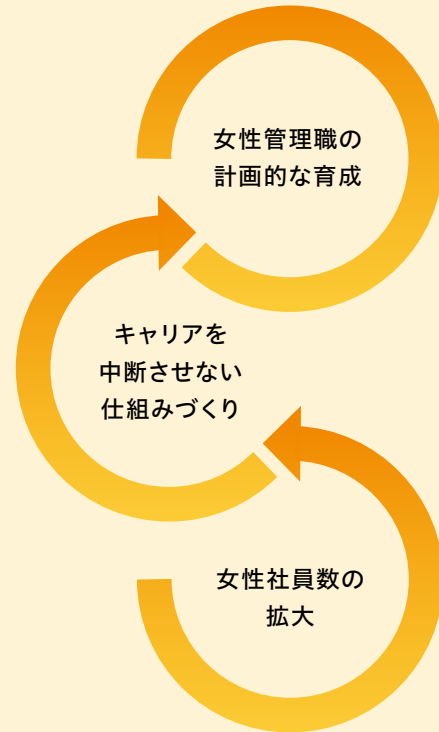 女性管理職の
計画的な育成
キャリアを
中断させない
仕組みづくり
女性社員数の
拡大